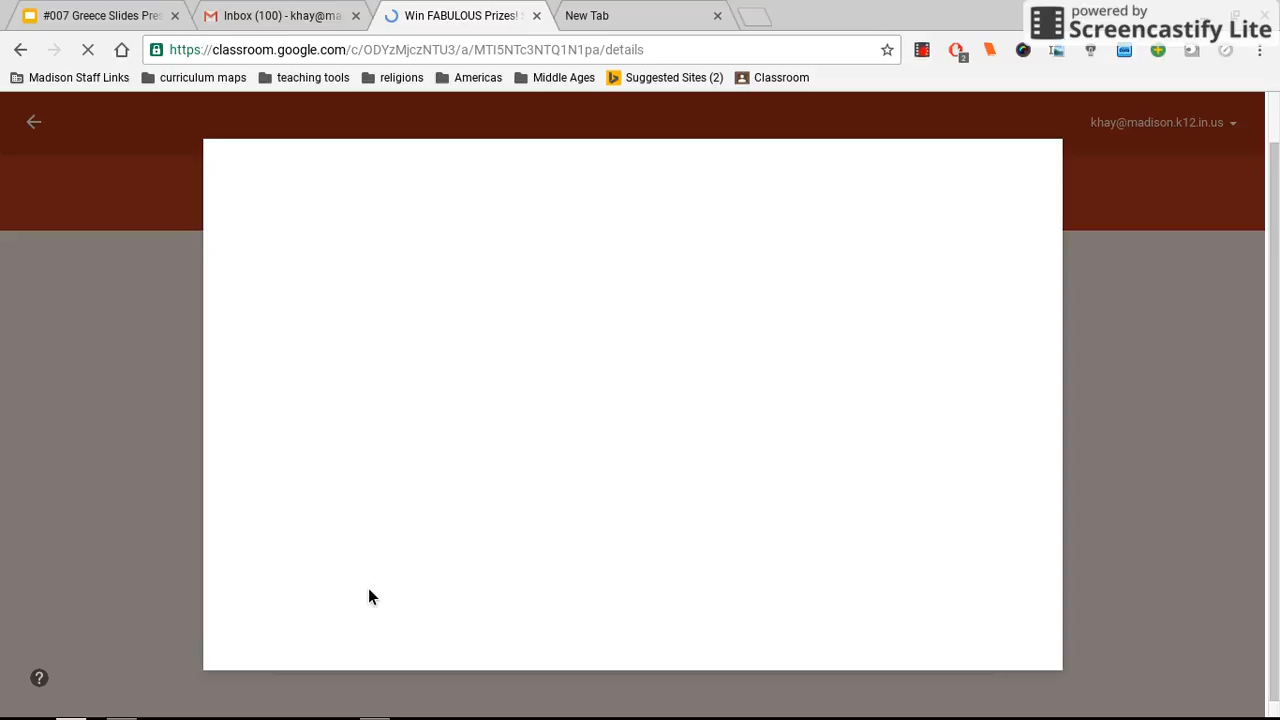 #007 Greece Slides Pres
Inbox (100) - khay@ma
Win FABULOUS Prizes!
New Tab
powered by
Screencastify Lite
https://classroom.google.com/c/ODYzMjczNTU3/a/MTI5NTc3NTQ1N1pa/details
2
Madison Staff Links
curriculum maps
teaching tools
religions
Americas
Middle Ages
Suggested Sites (2)
Classroom
khay@madison.k12.in.us
?